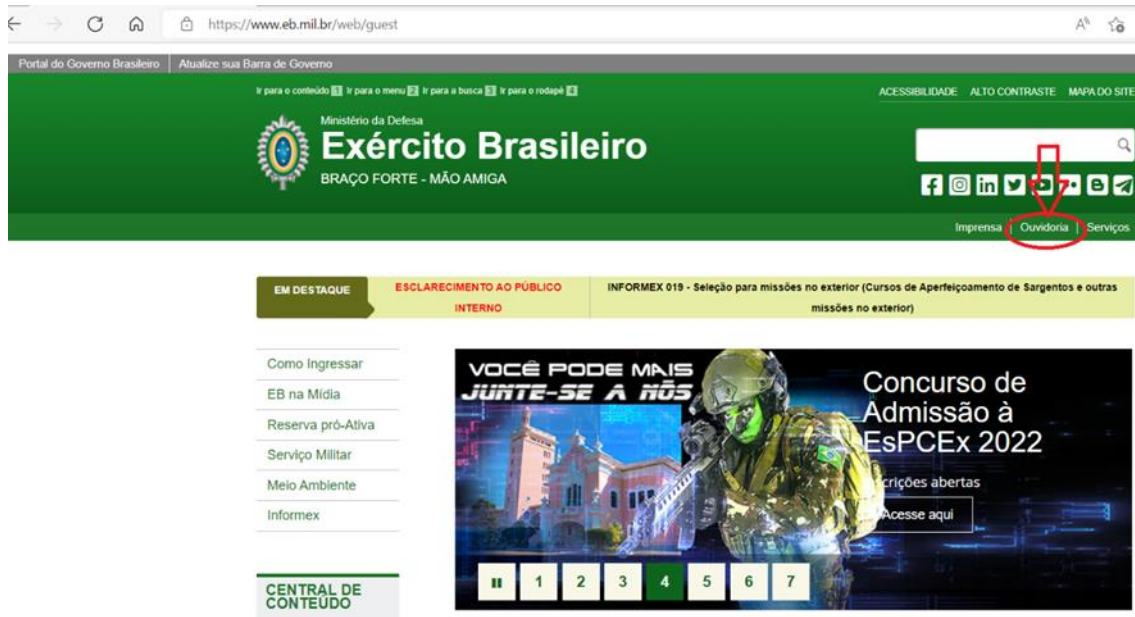 https://www.eb.mil.br/web/guest
Portal do Governo Brasileiro | Atualize sua Barra de Governo
Ir para o conteúdo 1 Ir para o menu 2 Ir para a busca 3 Ir para o rodapé 4
ACESSIBILIDADE ALTO CONTRASTE MAPA DO SITE
Ministério da Defesa
Exército Brasileiro
BRAÇO FORTE - MÃO AMIGA
Imprensa | Ouvidoria | Serviços
EM DESTAQUE
ESCLARECIMENTO AO PÚBLICO
INTERNO
INFORMEX 019 - Seleção para missões no exterior (Cursos de Aperfeiçoamento de Sargentos e outras
missões no exterior)
Como Ingressar
EB na Mídia
Reserva pró-Ativa
Serviço Militar
Meio Ambiente
Informex
CENTRAL DE
CONTEÚDO
VOCÊ PODE MAIS
JUNTE-SE A NÓS
Concurso de
Admissão à
EsPCEx 2022
abertas
Acesse aqui
1 2 3 4 5 6 7